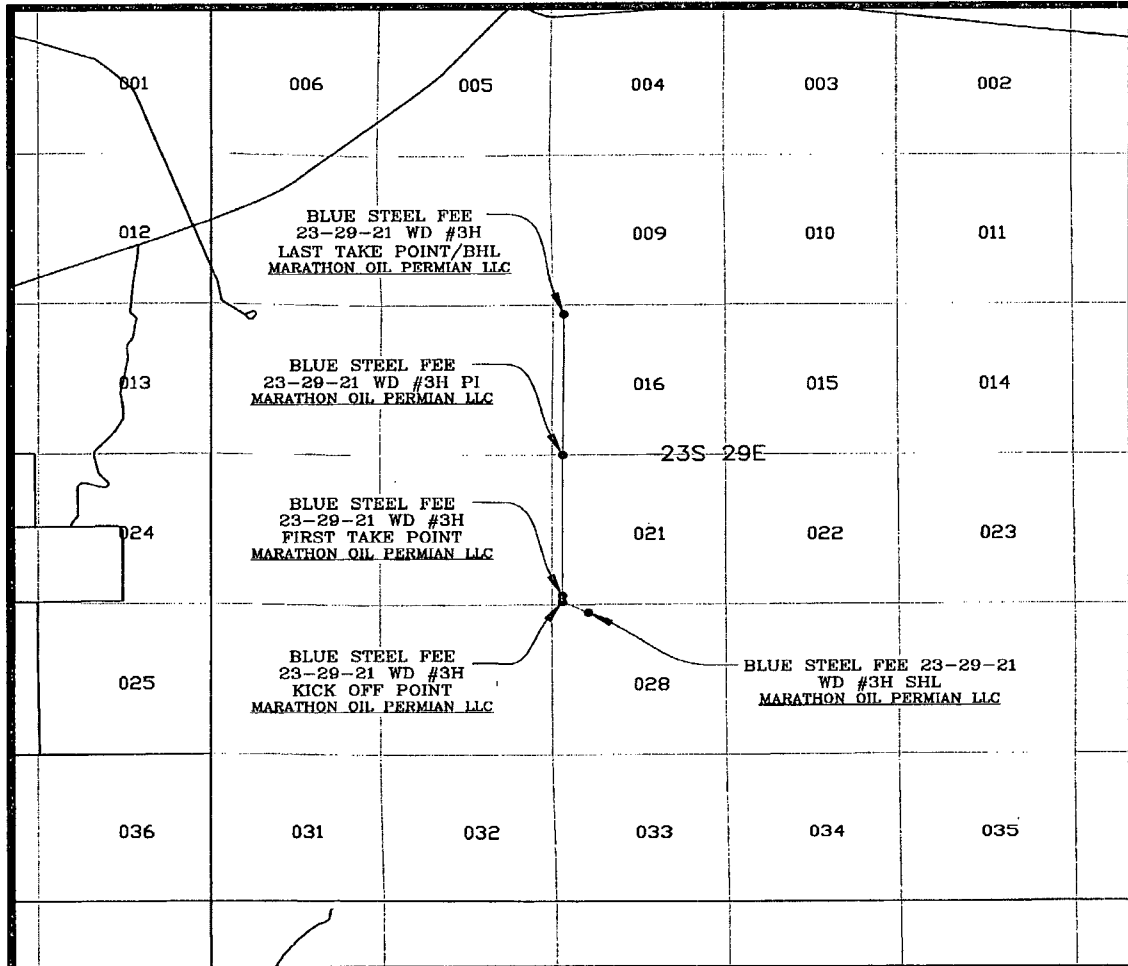 001 006 005 004 003 002
012 009 010 011
BLUE STEEL FEE
23-29-21 WD #3H
LAST TAKE POINT/BHL
MARATHON OIL PERMIAN LLC
013 016 015 014
BLUE STEEL FEE
23-29-21 WD #3H PI
MARATHON OIL PERMIAN LLC
23S 29E
024 021 022 023
BLUE STEEL FEE
23-29-21 WD #3H
FIRST TAKE POINT
MARATHON OIL PERMIAN LLC
025 028
BLUE STEEL FEE
23-29-21 WD #3H
KICK OFF POINT
MARATHON OIL PERMIAN LLC
BLUE STEEL FEE 23-29-21
WD #3H SHL
MARATHON OIL PERMIAN LLC
036 031 032 033 034 035